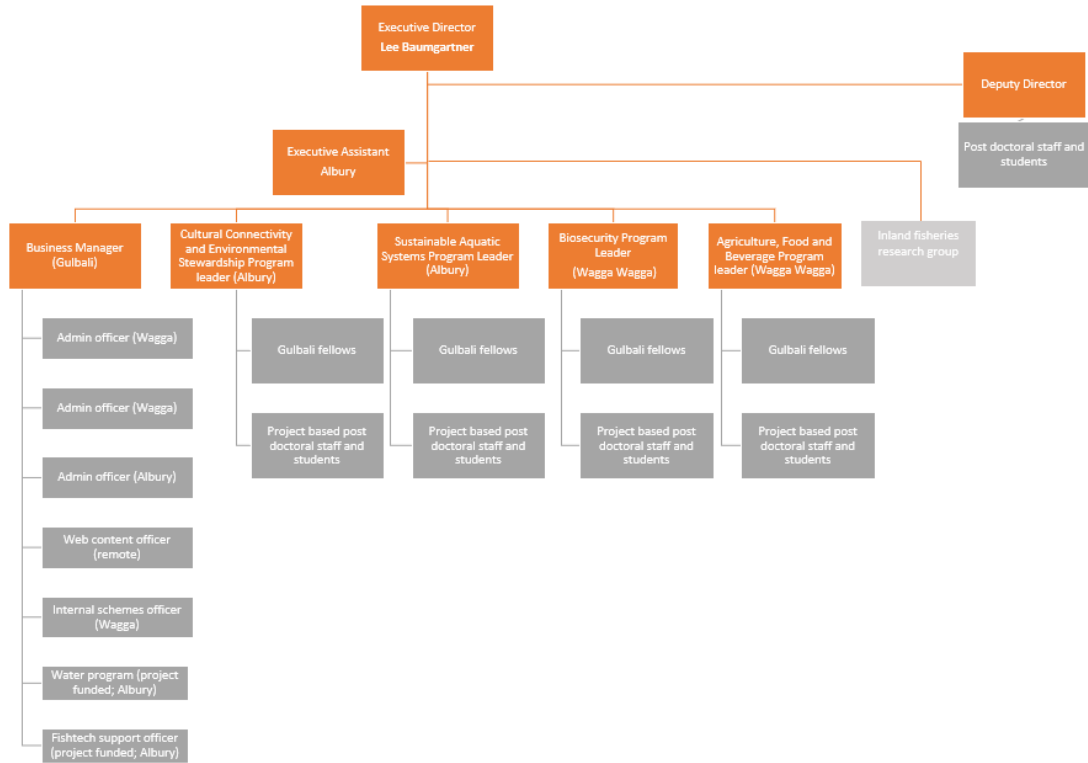 Executive Director
Lee Baumgartner
Deputy Director
Post doctoral staff and
students
Executive Assistant
Albury
Business Manager
(Gulbali)
Cultural Connectivity
and Environmental
Stewardship Program
leader (Albury)
Sustainable Aquatic
Systems Program Leader
(Albury)
Biosecurity Program
Leader
(Wagga Wagga)
Agriculture, Food and
Beverage Program
leader (Wagga Wagga)
Inland fisheries
research group
Admin officer (Wagga)
Admin officer (Wagga)
Admin officer (Albury)
Web content officer
(remote)
Internal schemes officer
(Wagga)
Water program (project
funded; Albury)
Fishtech support officer
(project funded; Albury)
Gulbali fellows
Project based post
doctoral staff and
students
Gulbali fellows
Project based post
doctoral staff and
students
Gulbali fellows
Project based post
doctoral staff and
students
Gulbali fellows
Project based post
doctoral staff and
students